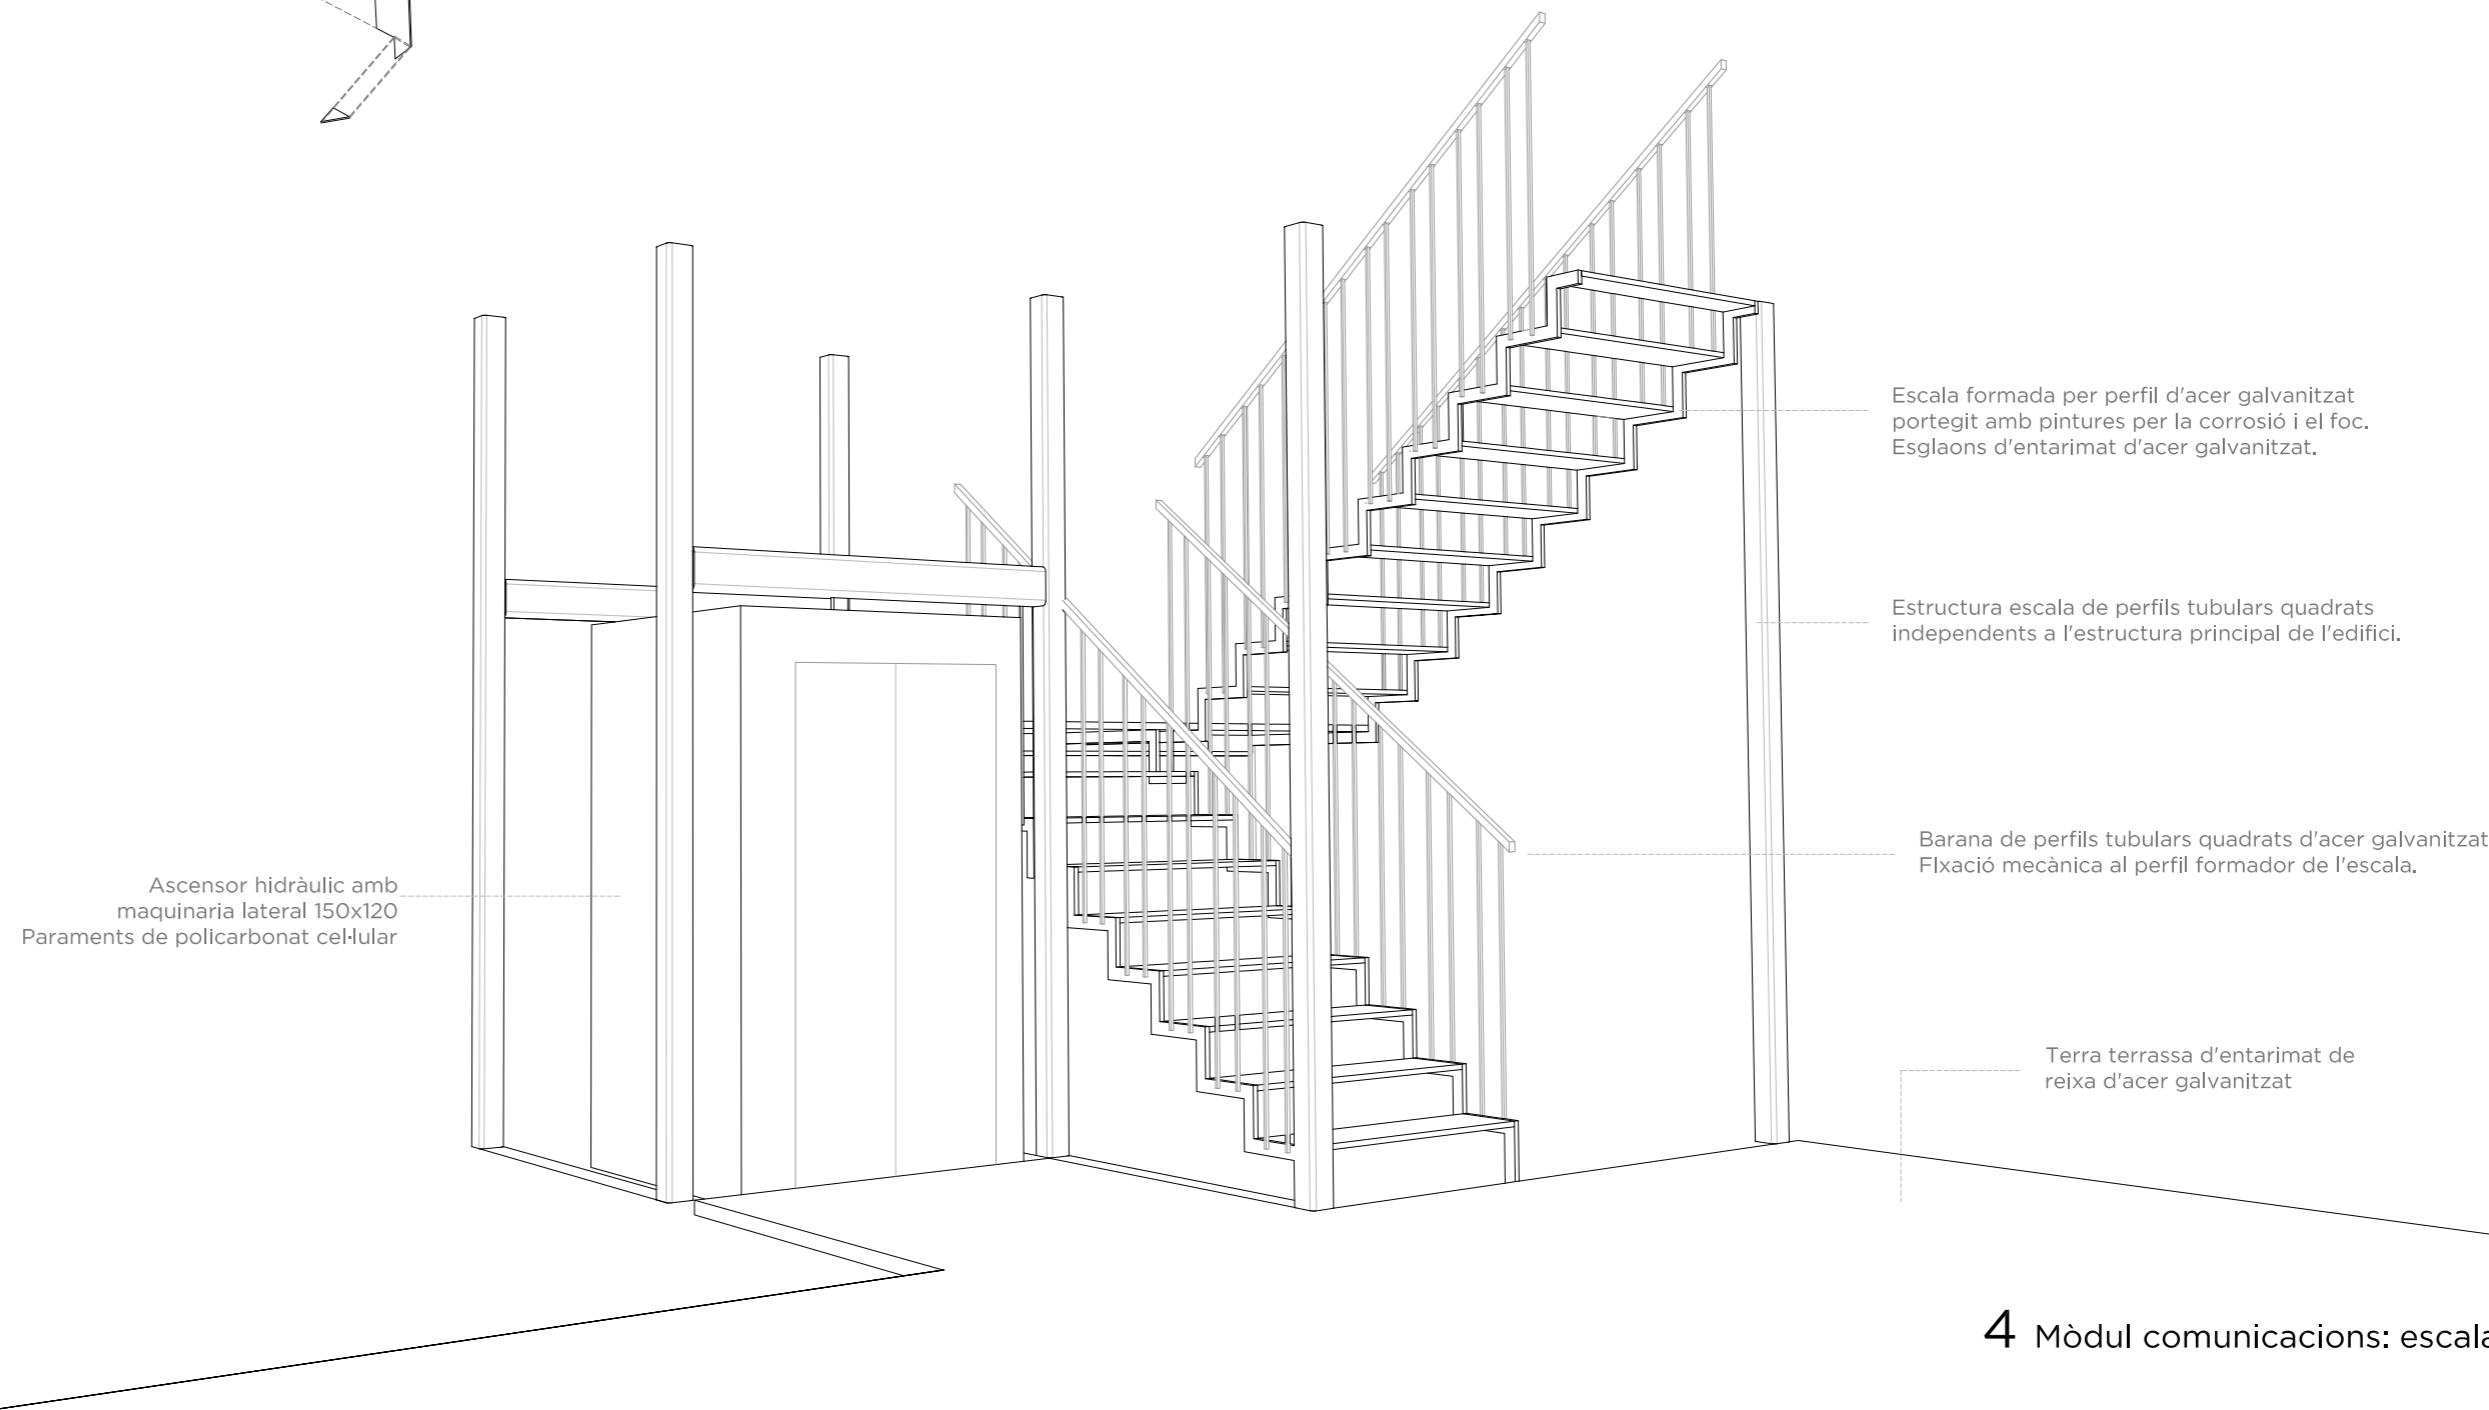 Escala formada per perfil d'acer galvanitzat
portegit amb pintures per la corrosió i el foc.
Esglaons d'entarimat d'acer galvanitzat.
Estructura escala de perfils tubulars quadrats
independents a l'estructura principal de l'edifici.
Barana de perfils tubulars quadrats d'acer galvanitzat
FIxació mecànica al perfil formador de l'escala.
Ascensor hidràulic amb
maquinaria lateral 150x120
Paraments de policarbonat cel·lular
Terra terrassa d'entarimat de
reixa d'acer galvanitzat
4 Mòdul comunicacions: escala